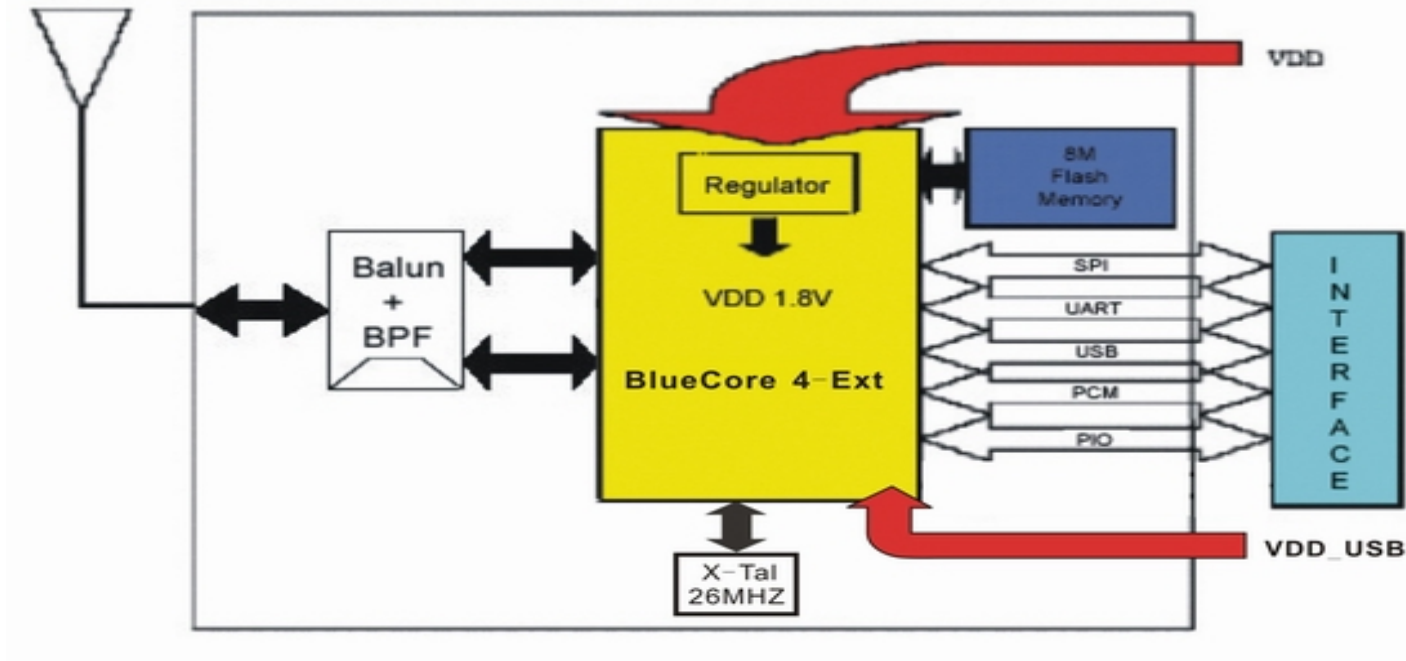 VDD
8M
Flash
Memory
Regulator
Balun
+
BPF
VDD 1.8V
BlueCore 4-Ext
SPI
UART
USB
PCM
PIO
INTERFACE
VDD_USB
X-Tal
26MHZ